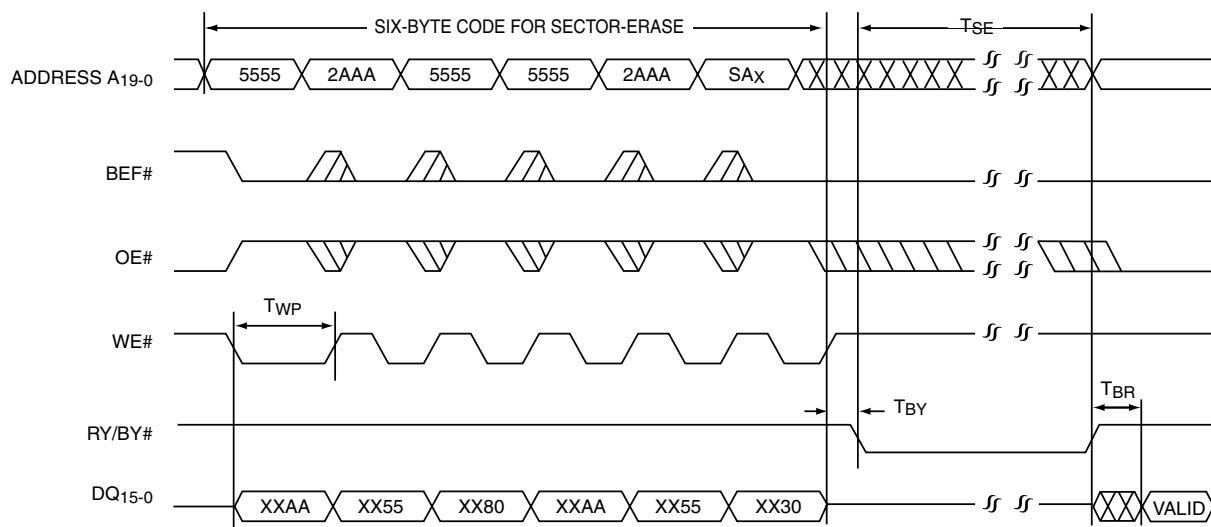 SIX-BYTE CODE FOR SECTOR-ERASE TSE
ADDRESS A19-0 5555 2AAA 5555 5555 2AAA SAX
BEF#
OE#
TWP
WE#
TBY TBR
RY/BY#
DQ15-0 XXAA XX55 XX80 XXAA XX55 XX30 VALID